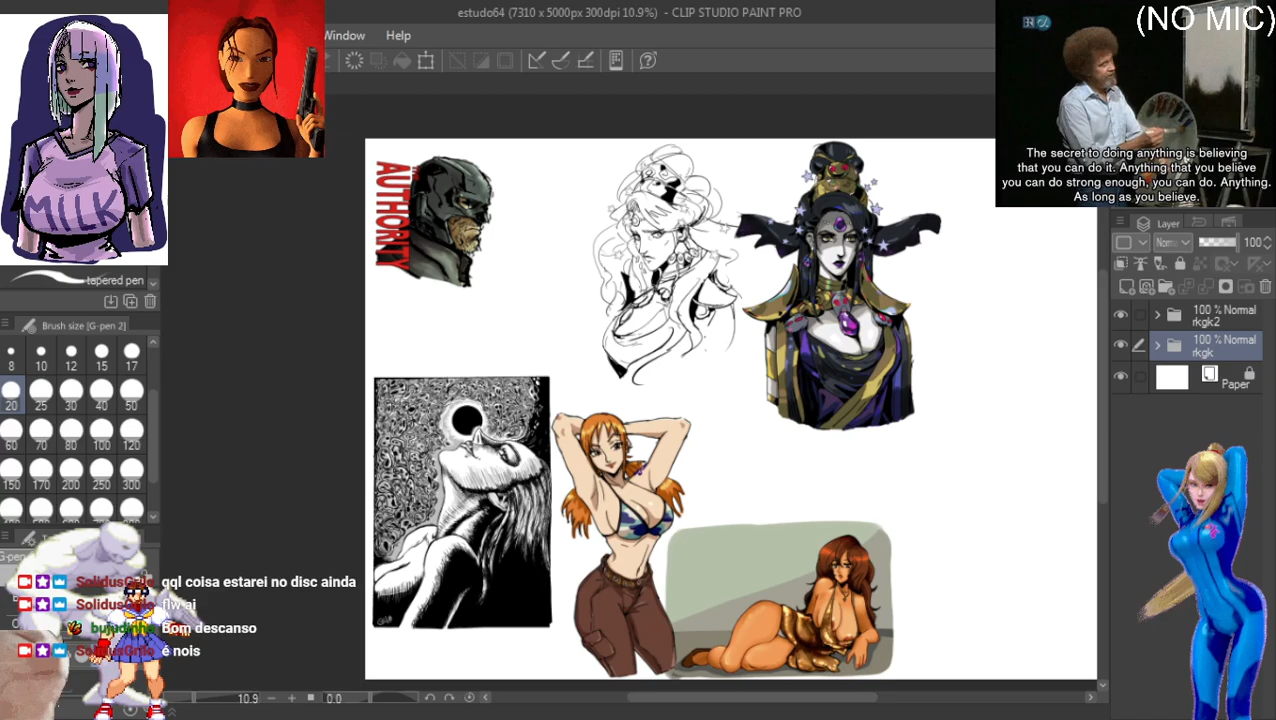 estudo64 (7310 x 5000px 300dpi 10.9%) - CLIP STUDIO PAINT PRO
(NO MIC)
Window Help
The secret to doing anything is believing
that you can do it. Anything that you believe
you can do strong enough, you can do. Anything.
As long as you believe.
MILK
AUTHORITY
Layer
100
tapered pen
Brush size [G-pen 2]
8 10 12 15 17
20 25 30 40 50
60 70 80 100 120
150 170 200 250 300
100 % Normal
rkgk2
100 % Normal
rkgk
Paper
SolidusGrilo qql coisa estarei no disc ainda
SolidusGrilo flw ai
Bom descanso
SolidusGrilo é nois
10.9 0.0